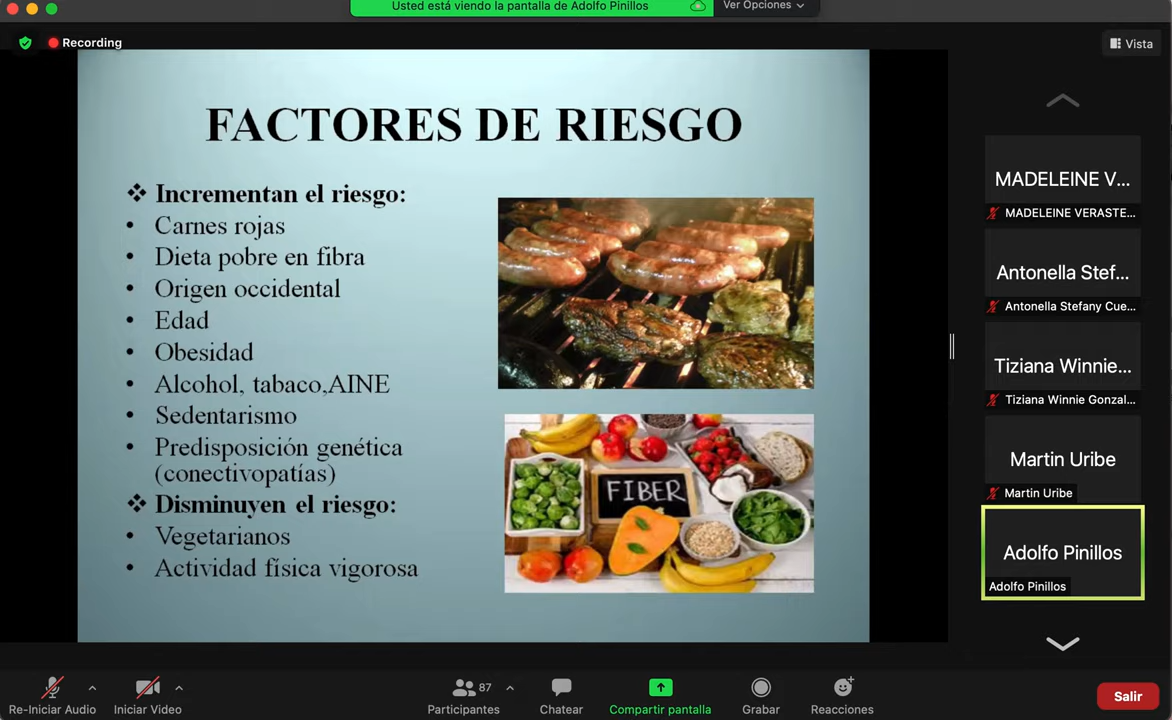 Usted está viendo la pantalla de Adolfo Pinillos
Ver Opciones
Recording
Vista
FACTORES DE RIESGO
❖ Incrementan el riesgo:
• Carnes rojas
• Dieta pobre en fibra
• Origen occidental
• Edad
• Obesidad
• Alcohol, tabaco,AINE
• Sedentarismo
• Predisposición genética
(conectivopatías)
❖ Disminuyen el riesgo:
• Vegetarianos
• Actividad física vigorosa
FIBER
MADELEINE V...
MADELEINE VERASTE...
Antonella Stef...
Antonella Stefany Cue...
Tiziana Winnie...
Tiziana Winnie Gonzal...
Martin Uribe
Martin Uribe
Adolfo Pinillos
Adolfo Pinillos
Re-Iniciar Audio
Iniciar Video
87
Participantes
Chatear
Compartir pantalla
Grabar
Reacciones
Salir